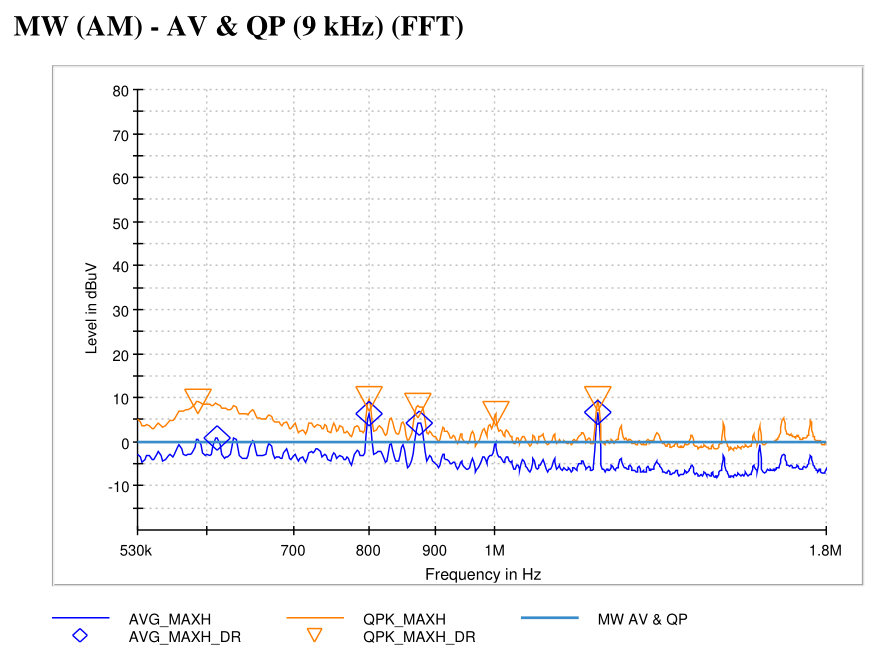 MW (AM) - AV & QP (9 kHz) (FFT)
80
70
60
50
40
30
20
10
0
-10
Level in dBuV
530k 700 800 900 1M 1.8M
Frequency in Hz
AVG_MAXH QPK_MAXH MW AV & QP
AVG_MAXH_DR QPK_MAXH_DR